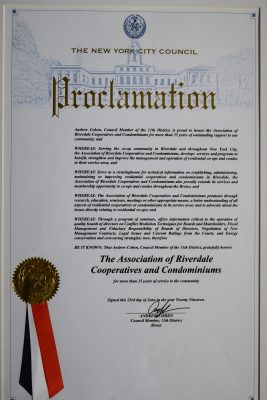 THE NEW YORK CITY COUNCIL
Proclamation
Andrew Cohen, Council Member of the 11th District, is proud to honor the Association of
Riverdale Cooperatives and Condominiums for more than 55 years of outstanding support to our
community; and
WHEREAS: Serving the co-op community in Riverdale and throughout New York City,
the Association of Riverdale Cooperatives and Condominiums, develops services and programs to
benefit, strengthen and improve the management and operation of residential co-ops and condos
in their service area; and
WHEREAS: Serve as a clearinghouse for technical information on establishing, administering,
maintaining or improving residential cooperatives and condominiums in Riverdale, the
Association of Riverdale Cooperatives and Condominiums also proudly extends its services and
membership opportunity to co-ops and condos throughout the Bronx; and
WHEREAS: The Association of Riverdale Cooperatives and Condominiums promotes through
research, education, seminars, meetings or other appropriate means, a better understanding of all
aspects of residential cooperatives or condominiums in its service area; and to advocate about the
issues directly relating to residential co-ops; and
WHEREAS: Through a program of seminars, offers information critical to the operation of
quality boards of directors on Conflict Resolution Techniques for Boards and Shareholders, Fiscal
Management and Fiduciary Responsibility of Boards of Directors, Negotiation of New
Management Contracts, Legal Issues and Current Rulings from the Courts, and Energy
conservation and cost-saving strategies; now, therefore
BE IT KNOWN: That Andrew Cohen, Council Member of the 11th District, gratefully honors
The Association of Riverdale
Cooperatives and Condominiums
for more than 55 years of service to the community
Signed this 23rd day of June in the year Twenty Nineteen.
ANDREW COHEN
Council Member, 11th District
Bronx